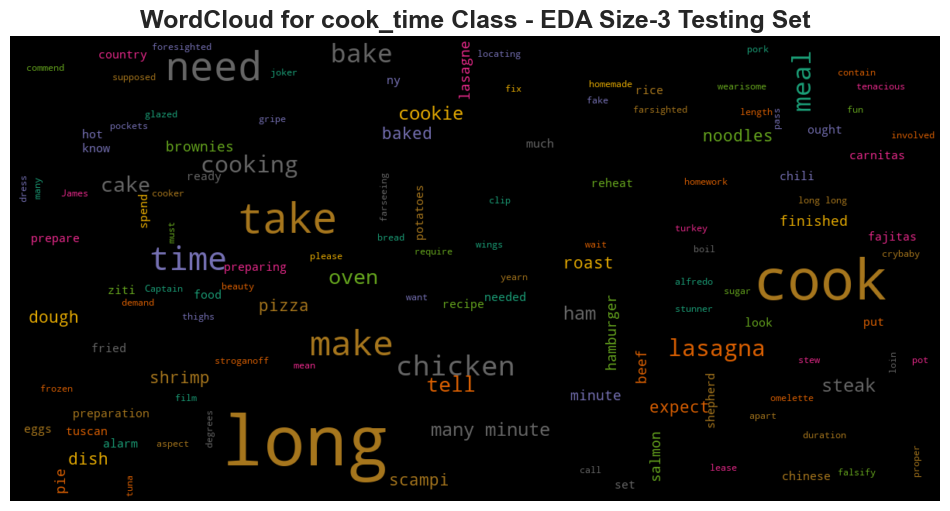 WordCloud for cook_time Class - EDA Size-3 Testing Set
foresighted
country
commend
supposed
need
joker
bake
ny
lasagne
locating
fix
homemade
fake
rice
farsighted
pork
wearisome
meal
contain
tenacious
length
pass
fun
ought
involved
noodles
carnitas
glazed
pockets
hot
know
gripe
cookie
baked
much
brownies
cooking
ready
cake
cooker
dress
many
James
spend
must
prepare
farseeing
potatoes
clip
reheat
homework
chili
long long
finished
fajitas
crybaby
turkey
boil
take
bread
wings
require
please
wait
roast
time
preparing
beauty
oven
yearn
want
recipe
needed
cook
alfredo
sugar
stunner
look
put
ziti
Captain
food
demand
thighs
pizza
dough
ham
hamburger
make
lasagna
fried
chicken
tell
stroganoff
mean
shrimp
frozen
film
beef
minute
stew
loin
pot
steak
omelette
expect
shepherd
apart
preparation
eggs
tuscan
alarm
aspect
degrees
dish
pie
tuna
long
many minute
scampi
call
set
salmon
lease
duration
chinese
falsify
proper